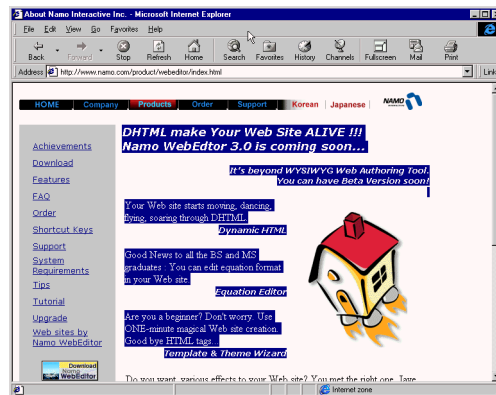 About Namo Interactive Inc. - Microsoft Internet Explorer
File Edit View Go Favorites Help
Back Forward Stop Refresh Home Search Favorites History Channels Fullscreen Mail Print
Address http://www.namo.com/product/webeditor/index.html Link
HOME Company Products Order Support Korean Japanese NAMO
DHTML make Your Web Site ALIVE !!!
Namo WebEdtor 3.0 is coming soon...
It's beyond WYSIWYG Web Authoring Tool.
You can have Beta Version soon!
Achievements
Download
Features
FAQ
Order
Shortcut Keys
Support
System
Requirements
Tips
Tutorial
Upgrade
Web sites by
Namo WebEditor
Download
Namo
WebEditor
Your Web site starts moving, dancing,
flying, soaring through DHTML.
Dynamic HTML
Good News to all the BS and MS
graduates : You can edit equation format
in your Web site.
Equation Editor
Are you a beginner? Don't worry. Use
ONE-minute magical Web site creation.
Good bye HTML tags...
Template & Theme Wizard
Do you want various effects to your Web site? You met the right one. Jave
Internet zone